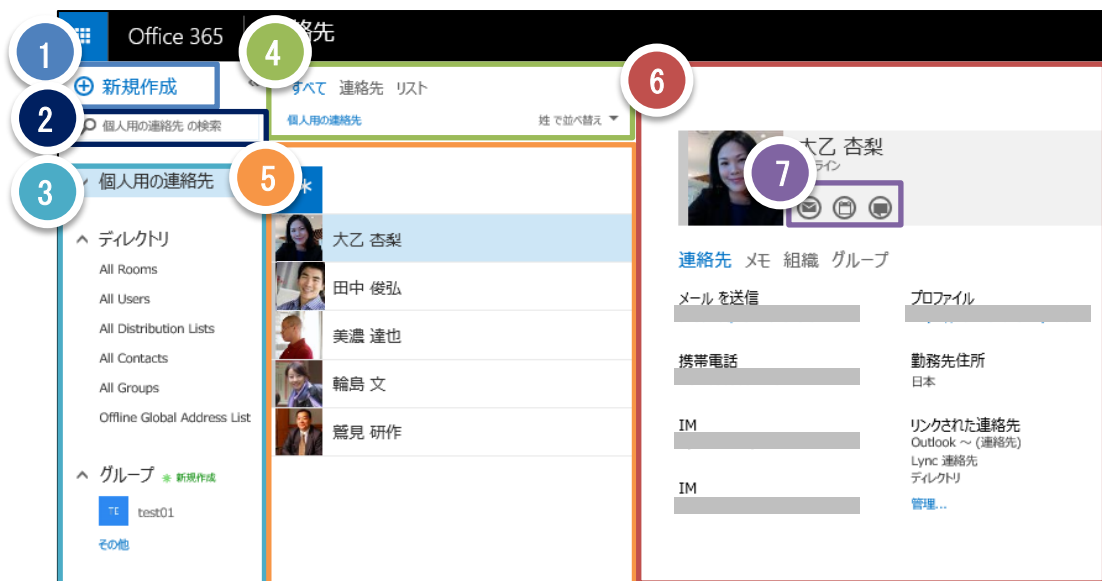 Office 365
絡先
1
2
3
4
5
6
7
新規作成
個人用の連絡先 の検索
個人用の連絡先
ディレクトリ
All Rooms
All Users
All Distribution Lists
All Contacts
All Groups
Offline Global Address List
グループ ＊ 新規作成
TE test01
その他
すべて 連絡先 リスト
個人用の連絡先 姓 で並べ替え ▼
*
大乙 杏梨
田中 俊弘
美濃 達也
輪島 文
鷲見 研作
大乙 杏梨
ライン
連絡先 メモ 組織 グループ
メール を送信
プロファイル
携帯電話
勤務先住所
日本
IM
リンクされた連絡先
Outlook ～ (連絡先)
Lync 連絡先
ディレクトリ
IM
管理...